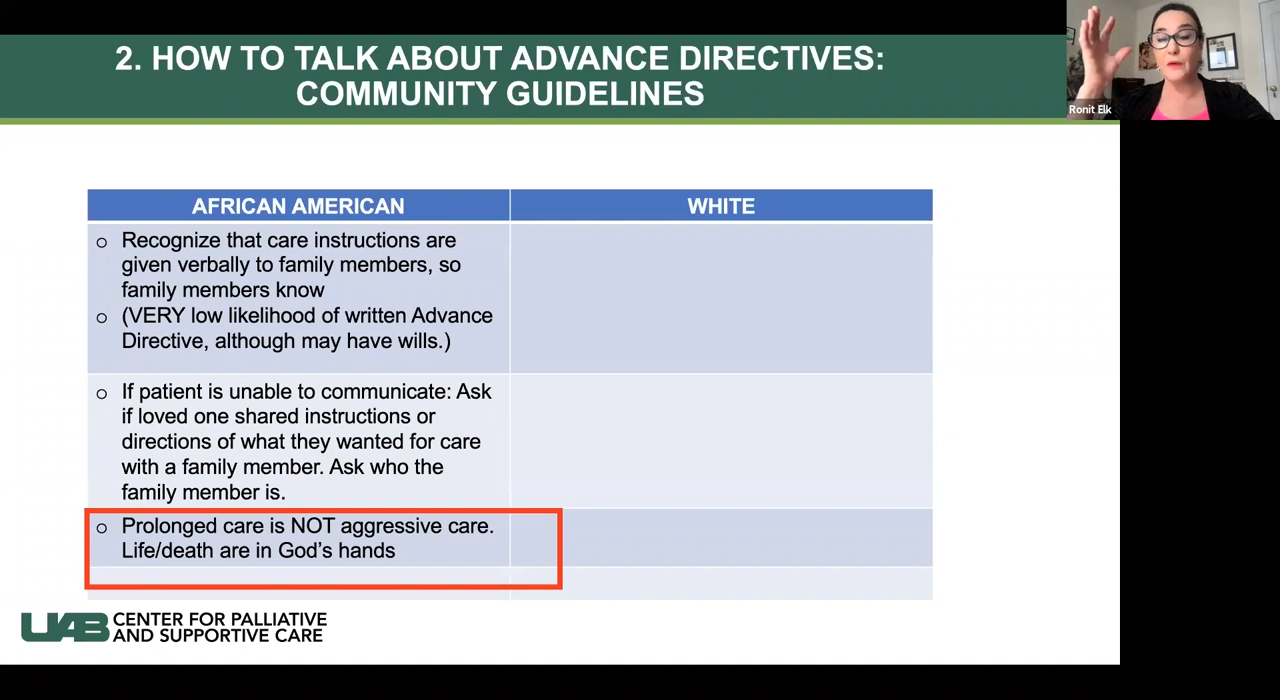 2. HOW TO TALK ABOUT ADVANCE DIRECTIVES:
COMMUNITY GUIDELINES
Ronit Elk
AFRICAN AMERICAN
WHITE
o Recognize that care instructions are
given verbally to family members, so
family members know
o (VERY low likelihood of written Advance
Directive, although may have wills.)
o If patient is unable to communicate: Ask
if loved one shared instructions or
directions of what they wanted for care
with a family member. Ask who the
family member is.
o Prolonged care is NOT aggressive care.
Life/death are in God’s hands
UAB
CENTER FOR PALLIATIVE
AND SUPPORTIVE CARE